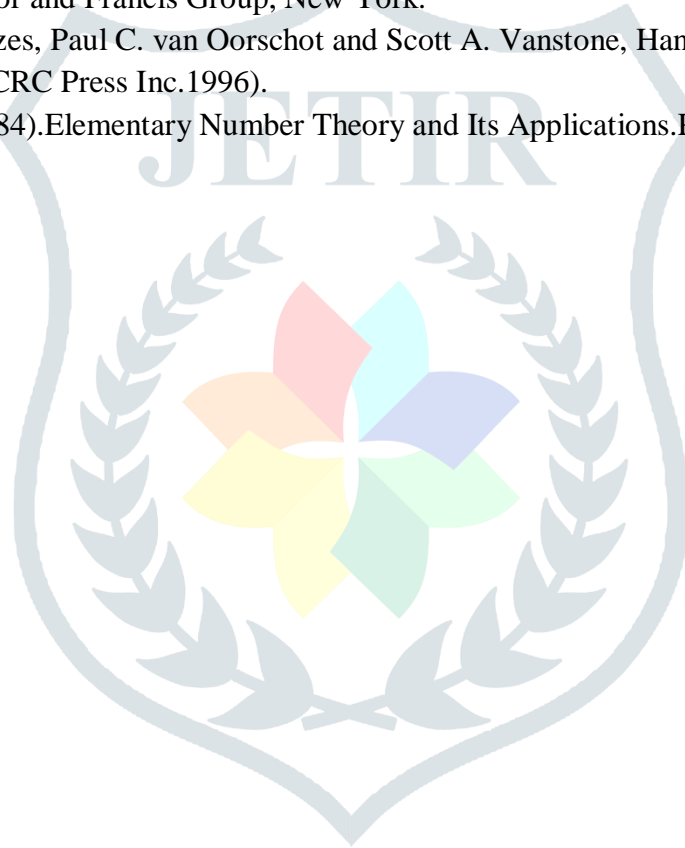 or and Francis Group, New York.
zes, Paul C. van Oorschot and Scott A. Vanstone, Han
CRC Press Inc.1996).
84).Elementary Number Theory and Its Applications.
JETIR